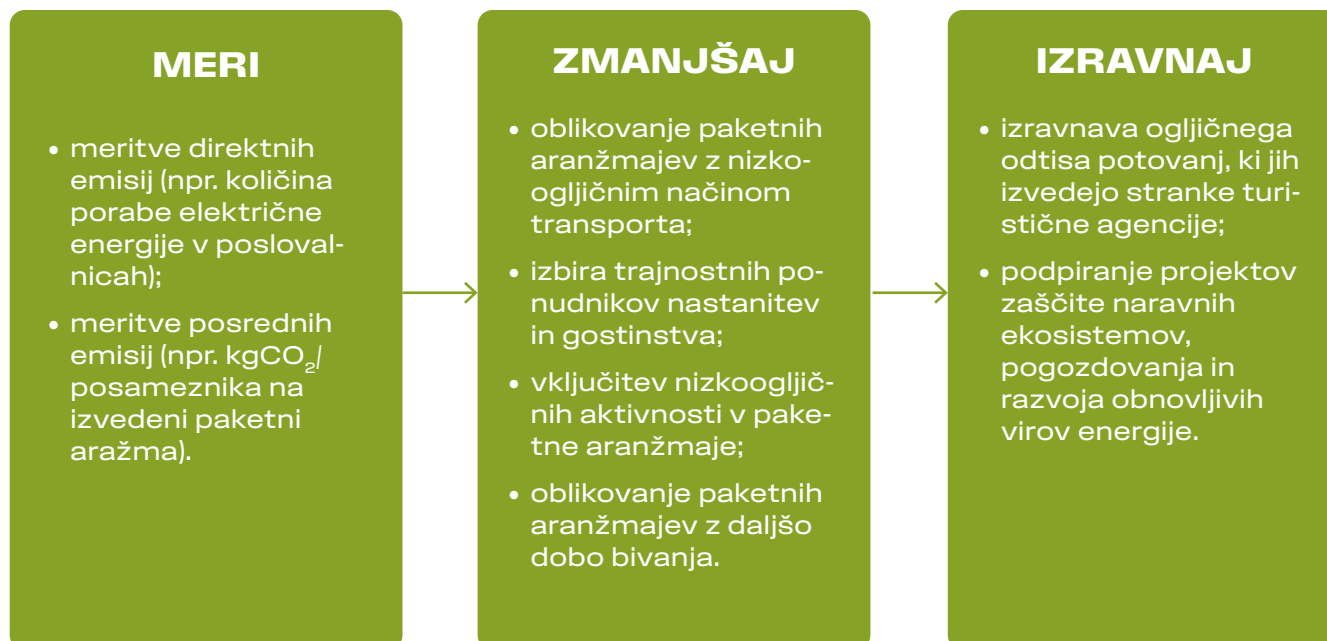 MERI
• meritve direktnih
emisij (npr. količina
porabe električne
energije v posloval-
nicah);
• meritve posrednih
emisij (npr. kgCO₂/
posameznika na
izvedeni paketni
aražma).
ZMANJŠAJ
• oblikovanje paketnih
aranžmajev z nizko-
ogljičnim načinom
transporta;
• izbira trajnostnih po-
nudnikov nastanitev
in gostinstva;
• vključitev nizkoogljič-
nih aktivnosti v pake-
tne aranžmaje;
• oblikovanje paketnih
aranžmajev z daljšo
dobo bivanja.
IZRAVNAJ
• izravnava ogljičnega
odtisa potovanj, ki jih
izvedejo stranke turi-
stične agencije;
• podpiranje projektov
zaščite naravnih
ekosistemov,
pogozdovanja in
razvoja obnovljivih
virov energije.